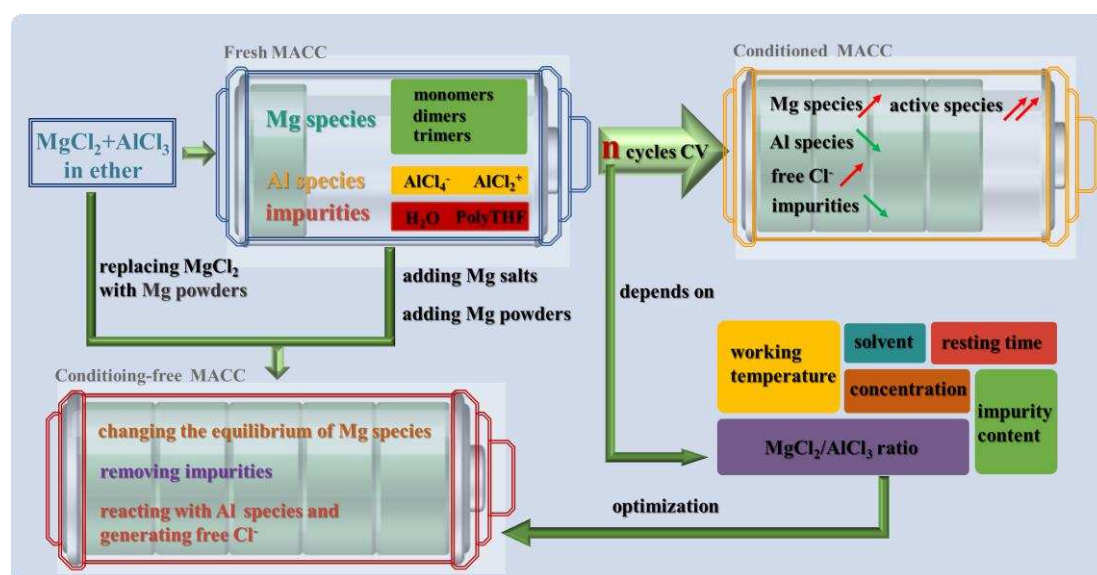 Fresh MACC
MgCl₂+AlCl₃
in ether
Mg species
monomers
dimers
trimers
Al species
AlCl₄⁻ AlCl₂⁺
impurities
H₂O PolyTHF
n cycles CV
Conditioned MACC
Mg species active species
Al species
free Cl⁻
impurities
replacing MgCl₂
with Mg powders
adding Mg salts
adding Mg powders
depends on
working
temperature
solvent
resting time
concentration
impurity
content
MgCl₂/AlCl₃ ratio
optimization
Conditioing-free MACC
changing the equilibrium of Mg species
removing impurities
reacting with Al species and
generating free Cl⁻